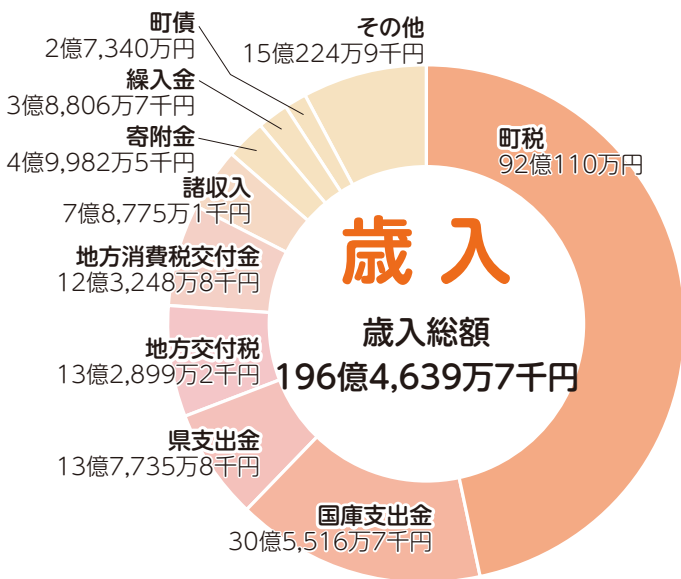 歳入
歳入総額
196億4,639万7千円
町税
92億110万円
国庫支出金
30億5,516万7千円
県支出金
13億7,735万8千円
地方交付税
13億2,899万2千円
地方消費税交付金
12億3,248万8千円
諸収入
7億8,775万1千円
寄附金
4億9,982万5千円
繰入金
3億8,806万7千円
町債
2億7,340万円
その他
15億224万9千円